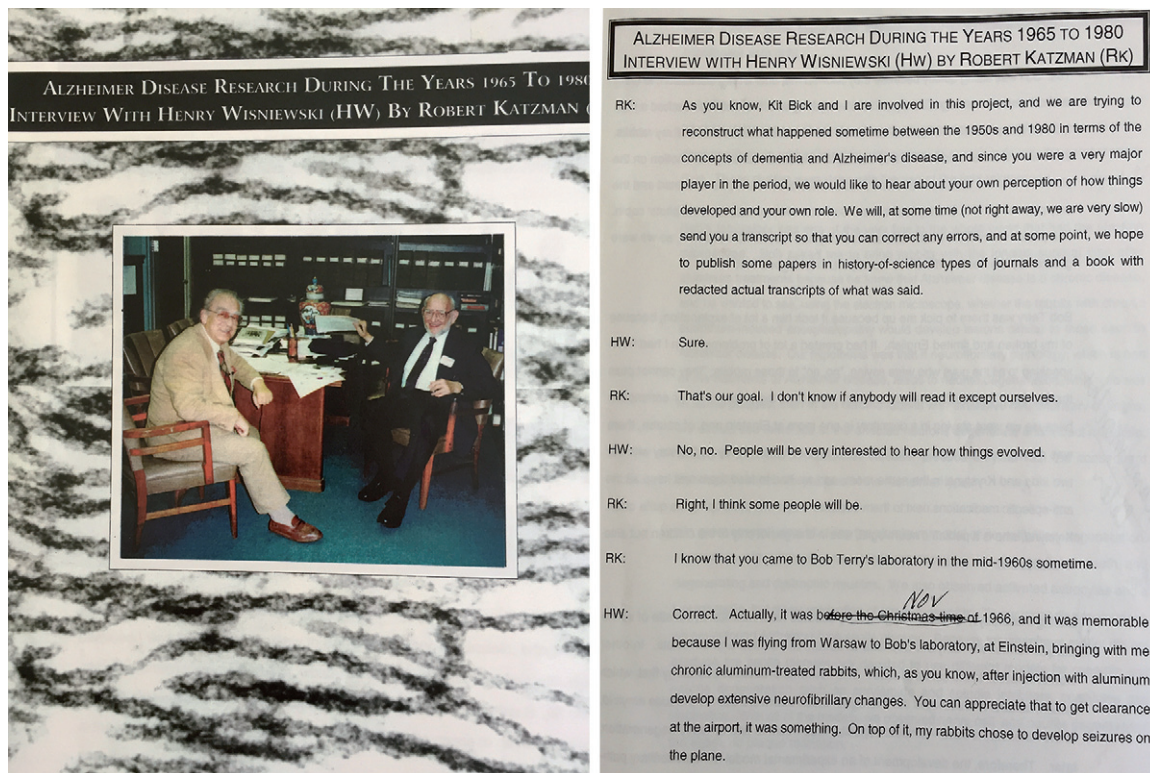 ALZHEIMER DISEASE RESEARCH DURING THE YEARS 1965 TO 1980
INTERVIEW WITH HENRY WISNIEWSKI (HW) BY ROBERT KATZMAN (
ALZHEIMER DISEASE RESEARCH DURING THE YEARS 1965 TO 1980
INTERVIEW WITH HENRY WISNIEWSKI (HW) BY ROBERT KATZMAN (RK)
RK: As you know, Kit Bick and I are involved in this project, and we are trying to
reconstruct what happened sometime between the 1950s and 1980 in terms of the
concepts of dementia and Alzheimer's disease, and since you were a very major
player in the period, we would like to hear about your own perception of how things
developed and your own role. We will, at some time (not right away, we are very slow)
send you a transcript so that you can correct any errors, and at some point, we hope
to publish some papers in history-of-science types of journals and a book with
redacted actual transcripts of what was said.
HW: Sure.
RK: That's our goal. I don't know if anybody will read it except ourselves.
HW: No, no. People will be very interested to hear how things evolved.
RK: Right, I think some people will be.
RK: I know that you came to Bob Terry's laboratory in the mid-1960s sometime.
NOV
HW: Correct. Actually, it was before the Christmas time of 1966, and it was memorable
because I was flying from Warsaw to Bob's laboratory, at Einstein, bringing with me
chronic aluminum-treated rabbits, which, as you know, after injection with aluminum
develop extensive neurofibrillary changes. You can appreciate that to get clearance
at the airport, it was something. On top of it, my rabbits chose to develop seizures on
the plane.